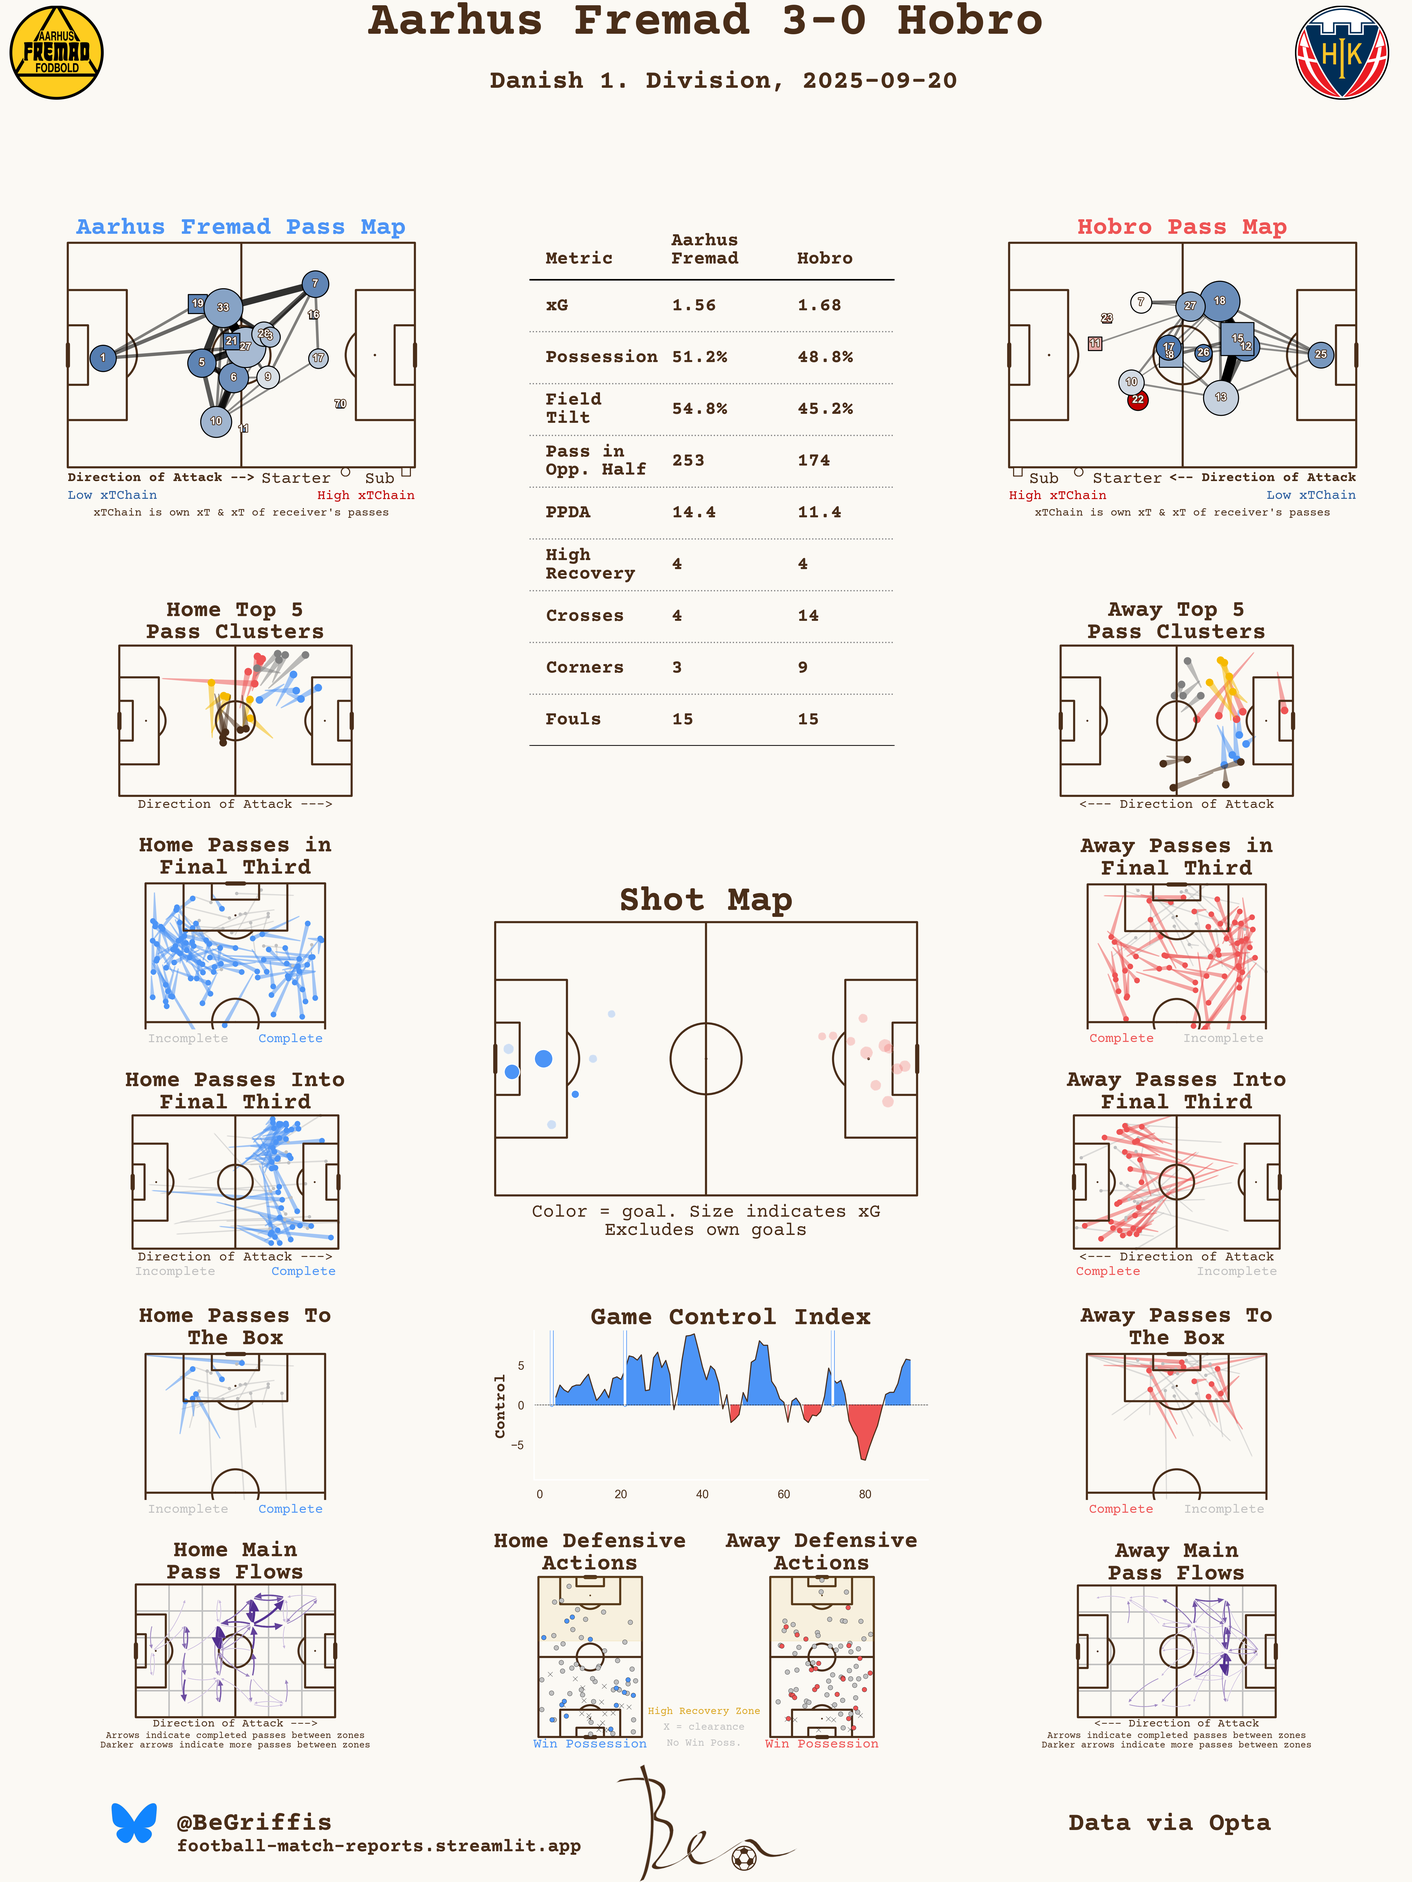 Aarhus Fremad 3-0 Hobro
Danish 1. Division, 2025-09-20
AARHUS
FREMAD
FODBOLD
HIK
Aarhus Fremad Pass Map
19
33
7
16
21
27
3
1
5
17
6
9
10
11
70
Direction of Attack --> Starter Sub
Low xTChain High xTChain
xTChain is own xT & xT of receiver's passes
Metric Aarhus Fremad Hobro
xG 1.56 1.68
Possession 51.2% 48.8%
Field Tilt 54.8% 45.2%
Pass in Opp. Half 253 174
PPDA 14.4 11.4
High Recovery 4 4
Crosses 4 14
Corners 3 9
Fouls 15 15
Hobro Pass Map
7
27
18
23
11
17
8
26
15
12
25
10
22
13
Sub Starter <-- Direction of Attack
High xTChain Low xTChain
xTChain is own xT & xT of receiver's passes
Home Top 5
Pass Clusters
Direction of Attack --->
Away Top 5
Pass Clusters
<--- Direction of Attack
Home Passes in
Final Third
Incomplete Complete
Away Passes in
Final Third
Complete Incomplete
Shot Map
Color = goal. Size indicates xG
Excludes own goals
Home Passes Into
Final Third
Direction of Attack --->
Incomplete Complete
Away Passes Into
Final Third
<--- Direction of Attack
Complete Incomplete
Home Passes To
The Box
Incomplete Complete
Game Control Index
Control
5
0
−5
0 20 40 60 80
Away Passes To
The Box
Complete Incomplete
Home Main
Pass Flows
Direction of Attack --->
Arrows indicate completed passes between zones
Darker arrows indicate more passes between zones
Home Defensive
Actions
Win Possession
Away Defensive
Actions
Win Possession
High Recovery Zone
X = clearance
No Win Poss.
Away Main
Pass Flows
<--- Direction of Attack
Arrows indicate completed passes between zones
Darker arrows indicate more passes between zones
@BeGriffis
football-match-reports.streamlit.app
Ben
Data via Opta